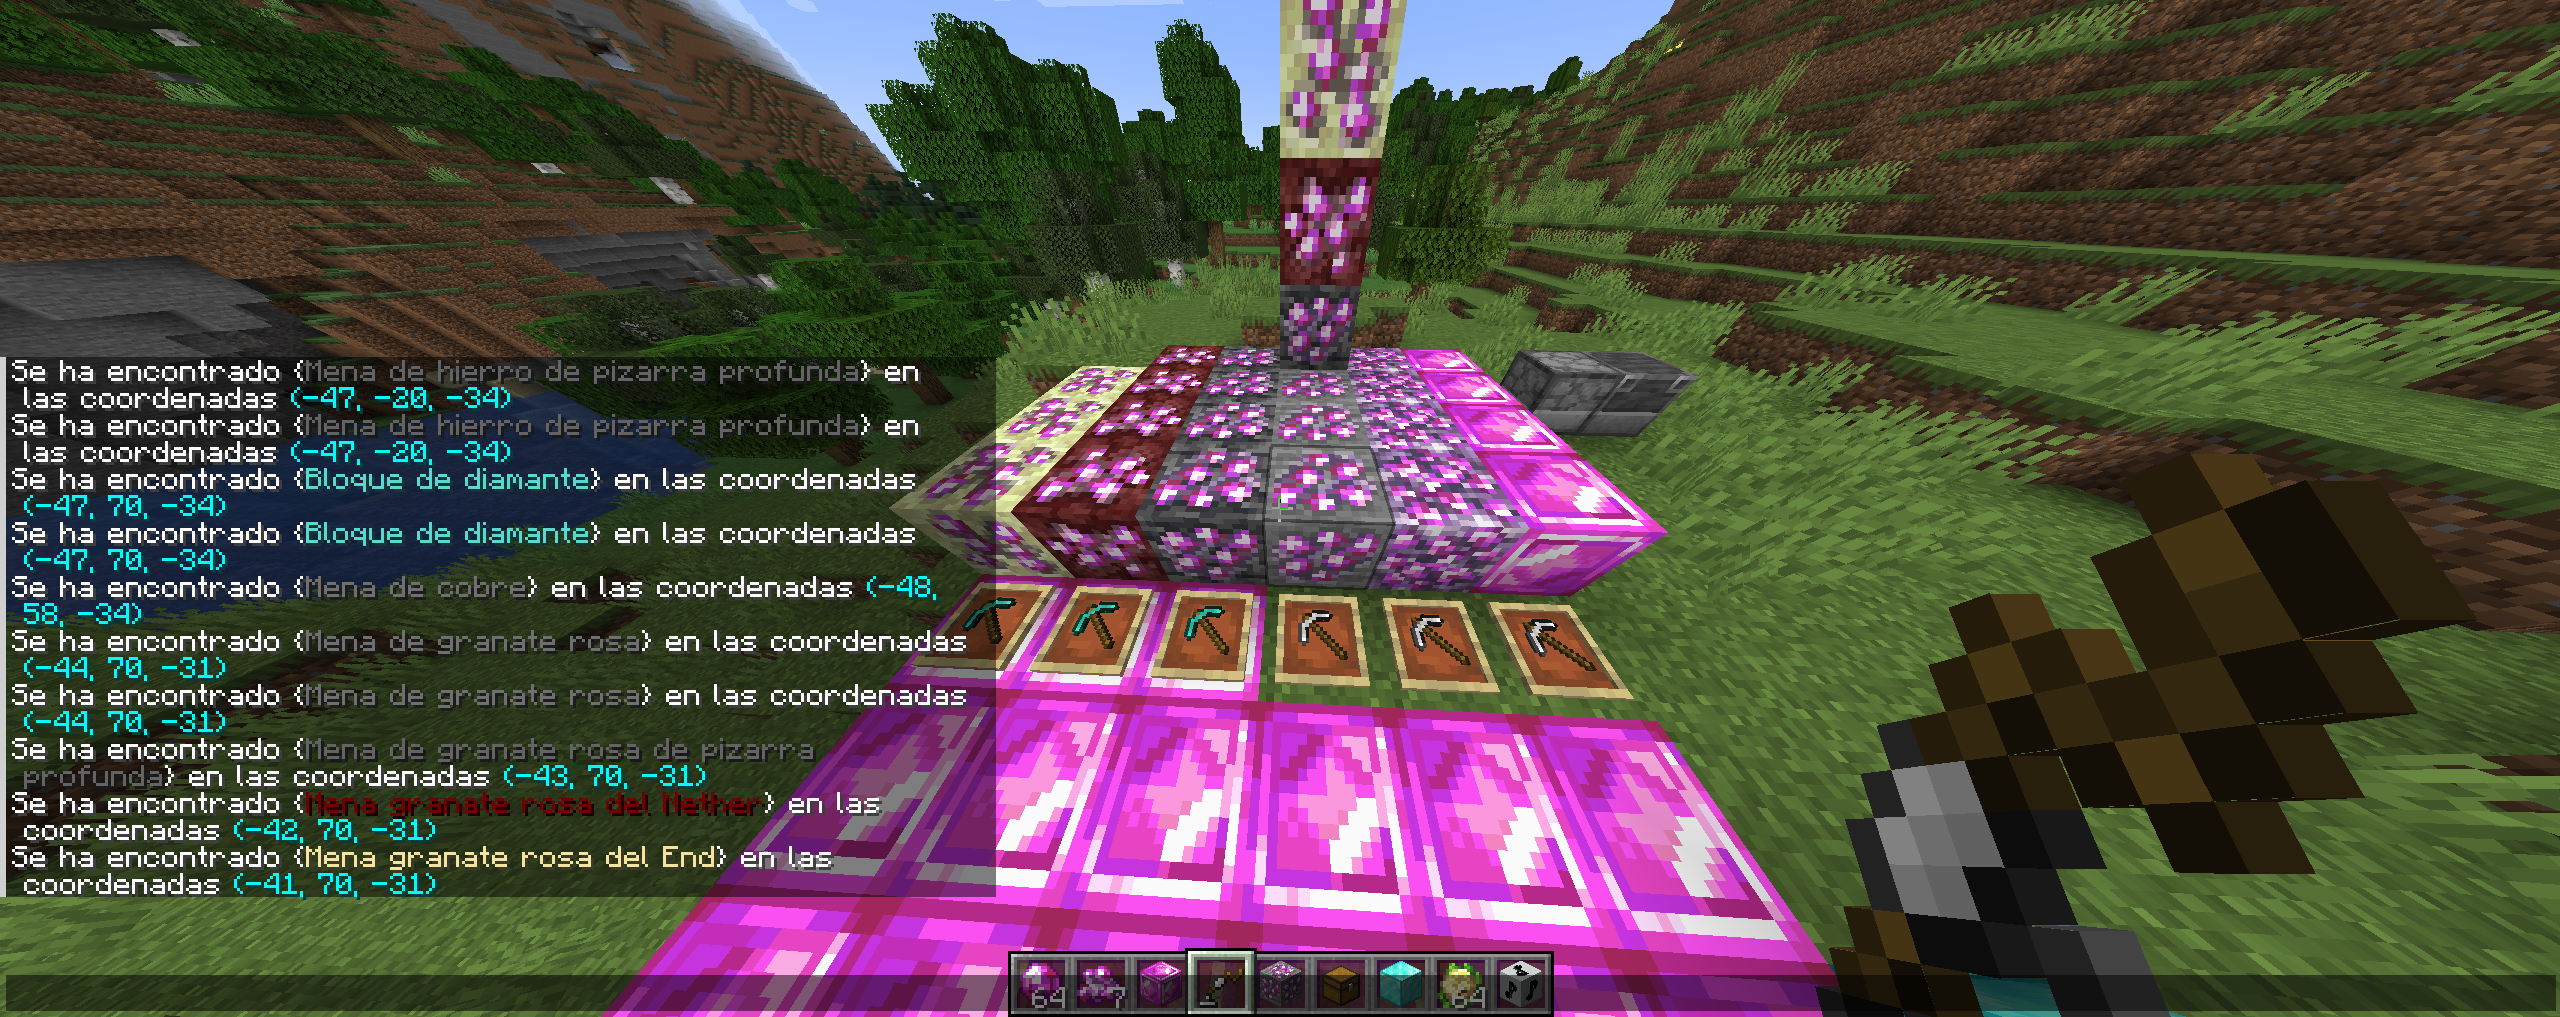 Se ha encontrado {Mena de hierro de pizarra profunda} en
las coordenadas (-47, -20, -34)
Se ha encontrado {Mena de hierro de pizarra profunda} en
las coordenadas (-47, -20, -34)
Se ha encontrado {Bloque de diamante} en las coordenadas
(-47, 70, -34)
Se ha encontrado {Bloque de diamante} en las coordenadas
(-47, 70, -34)
Se ha encontrado {Mena de cobre} en las coordenadas (-48,
58, -34)
Se ha encontrado {Mena de granate rosa} en las coordenadas
(-44, 70, -31)
Se ha encontrado {Mena de granate rosa} en las coordenadas
(-44, 70, -31)
Se ha encontrado {Mena de granate rosa de pizarra
profunda} en las coordenadas (-43, 70, -31)
Se ha encontrado {Mena granate rosa del Nether} en las
coordenadas (-42, 70, -31)
Se ha encontrado {Mena granate rosa del End} en las
coordenadas (-41, 70, -31)
64 7 64